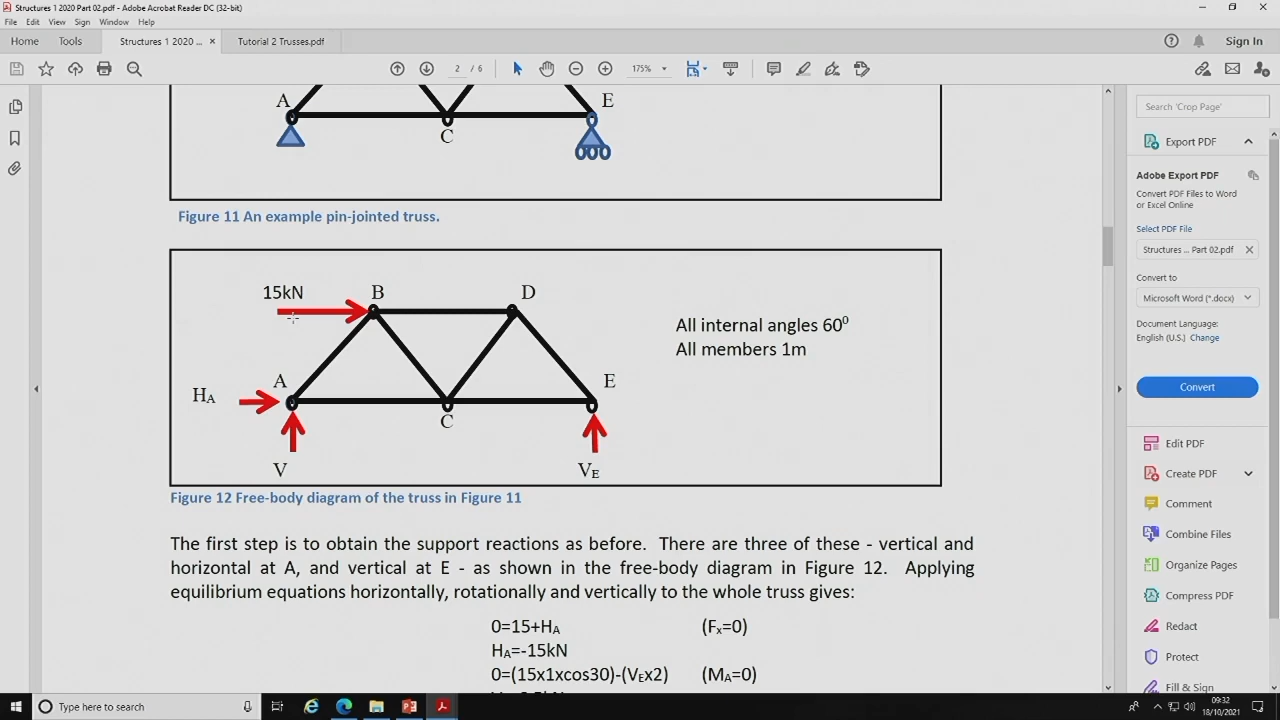 Structures 1 2020 Part 02.pdf - Adobe Acrobat Reader DC (32-bit)
File Edit View Sign Window Help
Home Tools Structures 1 2020 ... × Tutorial 2 Trusses.pdf Sign In
2 / 6 175%
A E
C
Figure 11 An example pin-jointed truss.
15kN B D
All internal angles 60⁰
All members 1m
A E
HA
C
V VE
Figure 12 Free-body diagram of the truss in Figure 11
The first step is to obtain the support reactions as before. There are three of these - vertical and
horizontal at A, and vertical at E - as shown in the free-body diagram in Figure 12. Applying
equilibrium equations horizontally, rotationally and vertically to the whole truss gives:
0=15+HA (Fx=0)
HA=-15kN
0=(15x1xcos30)-(VEx2) (MA=0)
Search 'Crop Page'
Export PDF
Adobe Export PDF
Convert PDF Files to Word
or Excel Online
Select PDF File
Structures ... Part 02.pdf ×
Convert to
Microsoft Word (*.docx)
Document Language:
English (U.S.) Change
Convert
Edit PDF
Create PDF
Comment
Combine Files
Organize Pages
Compress PDF
Redact
Protect
Fill & Sign
Type here to search
09:32
18/10/2021